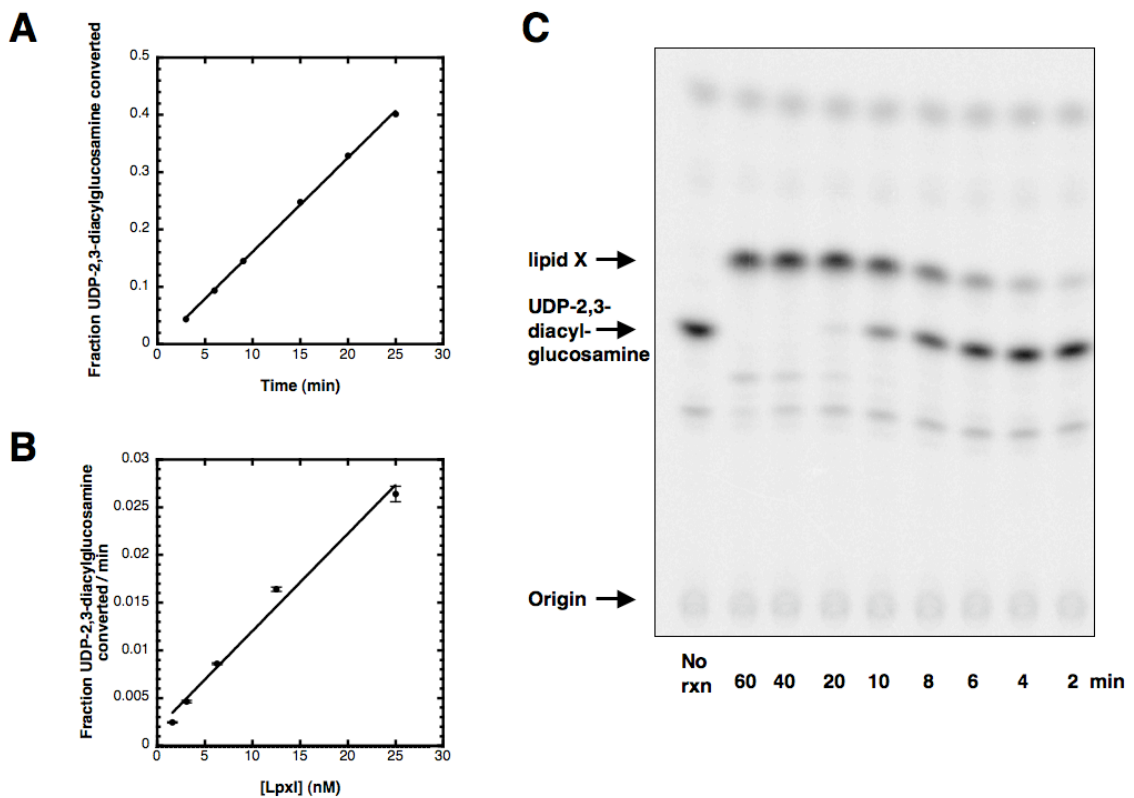 A
Fraction UDP-2,3-diacylglucosamine converted
0.5
0.4
0.3
0.2
0.1
0
0 5 10 15 20 25 30
Time (min)
B
Fraction UDP-2,3-diacylglucosamine
converted / min
0.03
0.025
0.02
0.015
0.01
0.005
0
0 5 10 15 20 25 30
[LpxI] (nM)
C
lipid X
UDP-2,3-
diacyl-
glucosamine
Origin
No
rxn 60 40 20 10 8 6 4 2 min